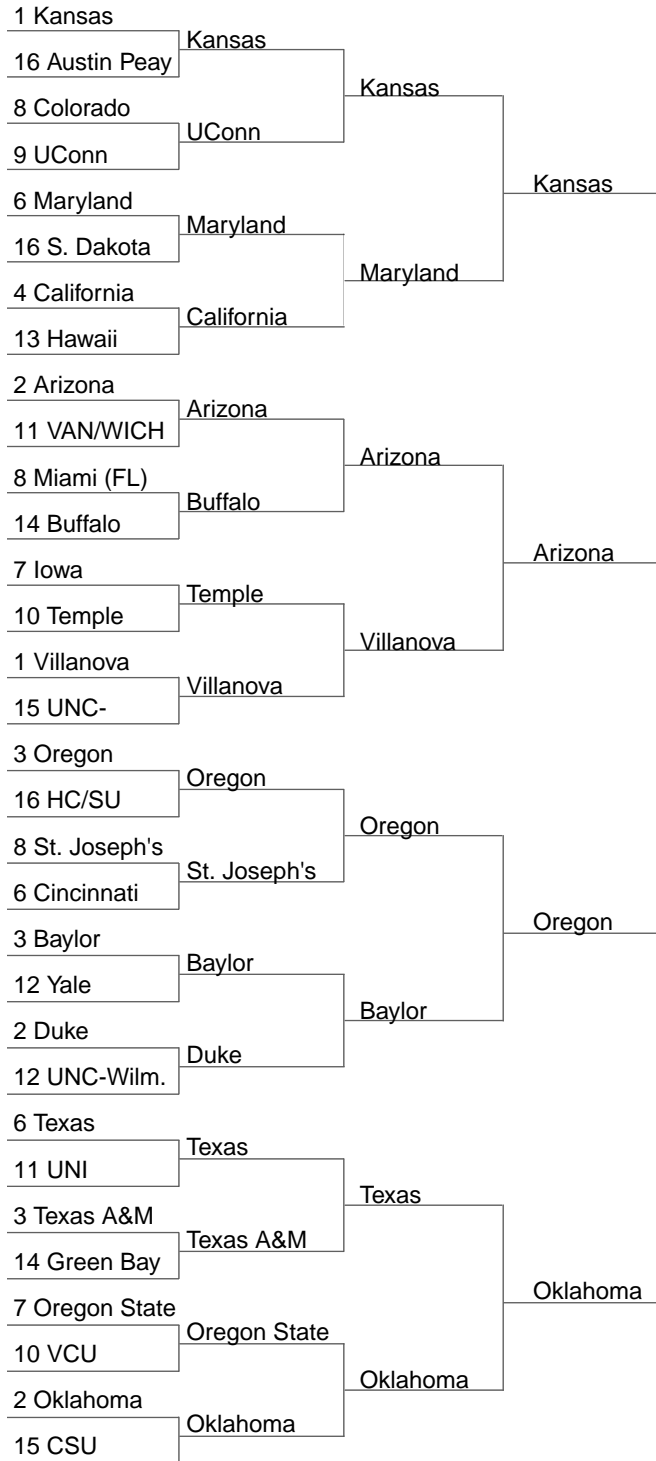 1 Kansas
16 Austin Peay
8 Colorado
9 UConn
6 Maryland
16 S. Dakota
4 California
13 Hawaii
2 Arizona
11 VAN/WICH
8 Miami (FL)
14 Buffalo
7 Iowa
10 Temple
1 Villanova
15 UNC-
3 Oregon
16 HC/SU
8 St. Joseph's
6 Cincinnati
3 Baylor
12 Yale
2 Duke
12 UNC-Wilm.
6 Texas
11 UNI
3 Texas A&M
14 Green Bay
7 Oregon State
10 VCU
2 Oklahoma
15 CSU
Kansas
UConn
Maryland
California
Arizona
Buffalo
Temple
Villanova
Oregon
St. Joseph's
Baylor
Duke
Texas
Texas A&M
Oregon State
Oklahoma
Kansas
Maryland
Arizona
Villanova
Oregon
Baylor
Texas
Oklahoma
Kansas
Arizona
Oregon
Oklahoma